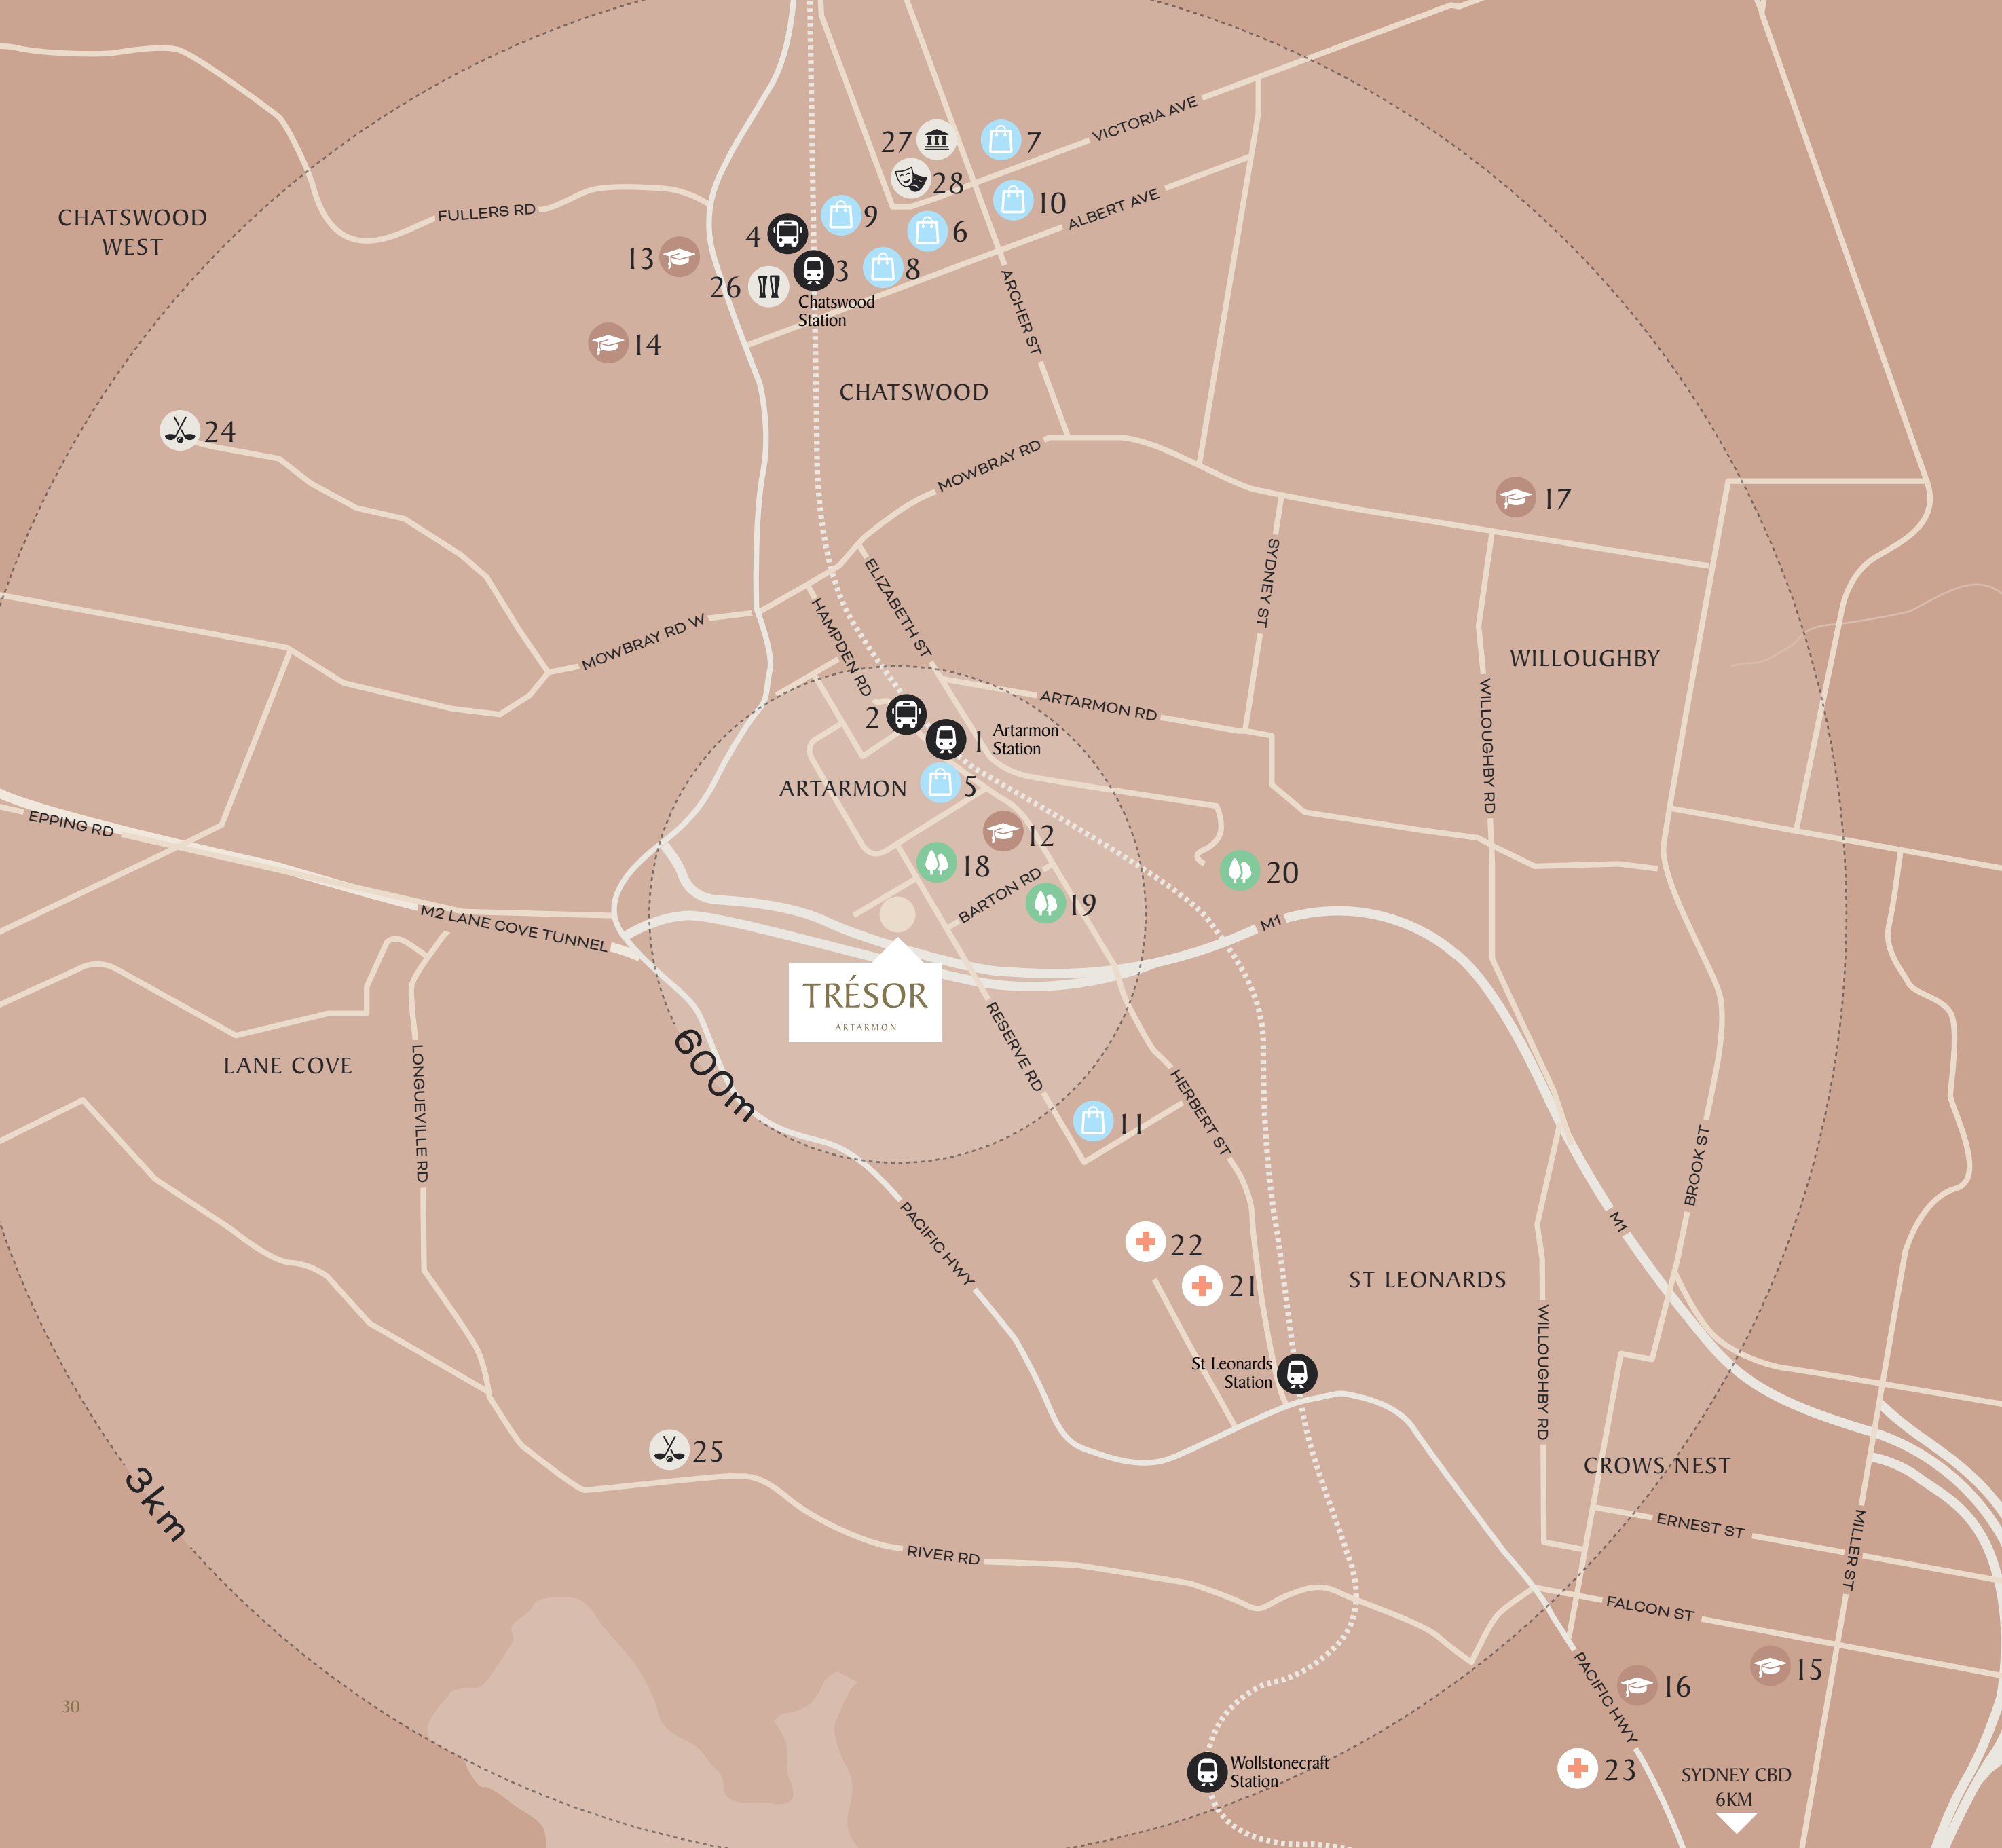 VICTORIA AVE
27
7
28
CHATSWOOD
WEST
FULLERS RD
10
ALBERT AVE
9
4
6
13
3
8
26
Chatswood
Station
ARCHER ST
14
CHATSWOOD
24
MOWBRAY RD
17
SYDNEY ST
ELIZABETH ST
HAMPDEN RD
MOWBRAY RD W
WILLOUGHBY
ARTARMON RD
WILLOUGHBY RD
2
1
Artarmon
Station
ARTARMON
5
EPPING RD
12
18
20
BARTON RD
19
M2 LANE COVE TUNNEL
M1
TRÉSOR
ARTARMON
RESERVE RD
600m
LANE COVE
LONGUEVILLE RD
HERBERT ST
11
BROOK ST
PACIFIC HWY
M1
22
21
ST LEONARDS
St Leonards
Station
WILLOUGHBY RD
25
CROWS NEST
3km
ERNEST ST
MILLER ST
RIVER RD
FALCON ST
PACIFIC HWY
15
16
30
Wollstonecraft
Station
23
SYDNEY CBD
6KM